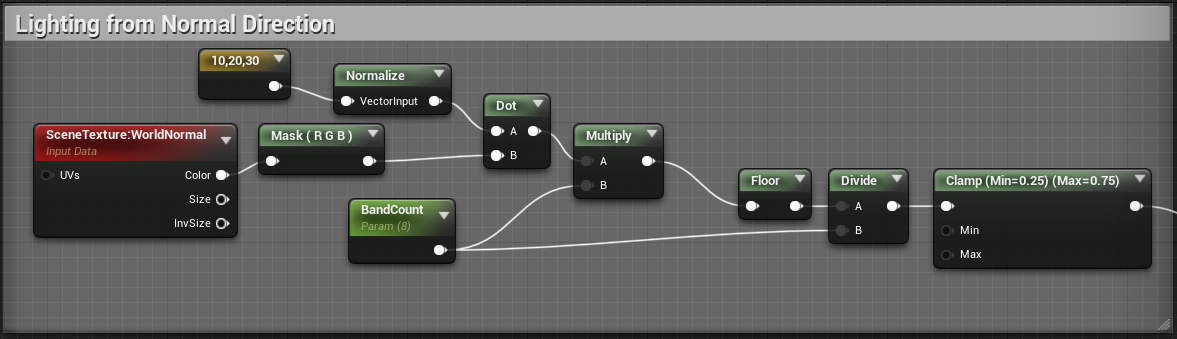 Lighting from Normal Direction
10,20,30
Normalize
VectorInput
Dot
A
B
SceneTexture:WorldNormal
Input Data
UVs
Color
Size
InvSize
Mask ( R G B )
Multiply
A
B
BandCount
Param (8)
Floor
Divide
A
B
Clamp (Min=0.25) (Max=0.75)
Min
Max